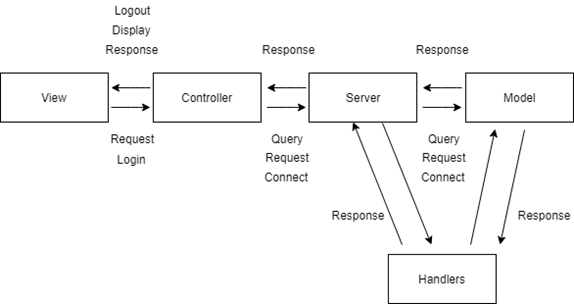 Logout
Display
Response
Response
Response
View
Controller
Server
Model
Request
Login
Query
Request
Connect
Query
Request
Connect
Response
Response
Handlers